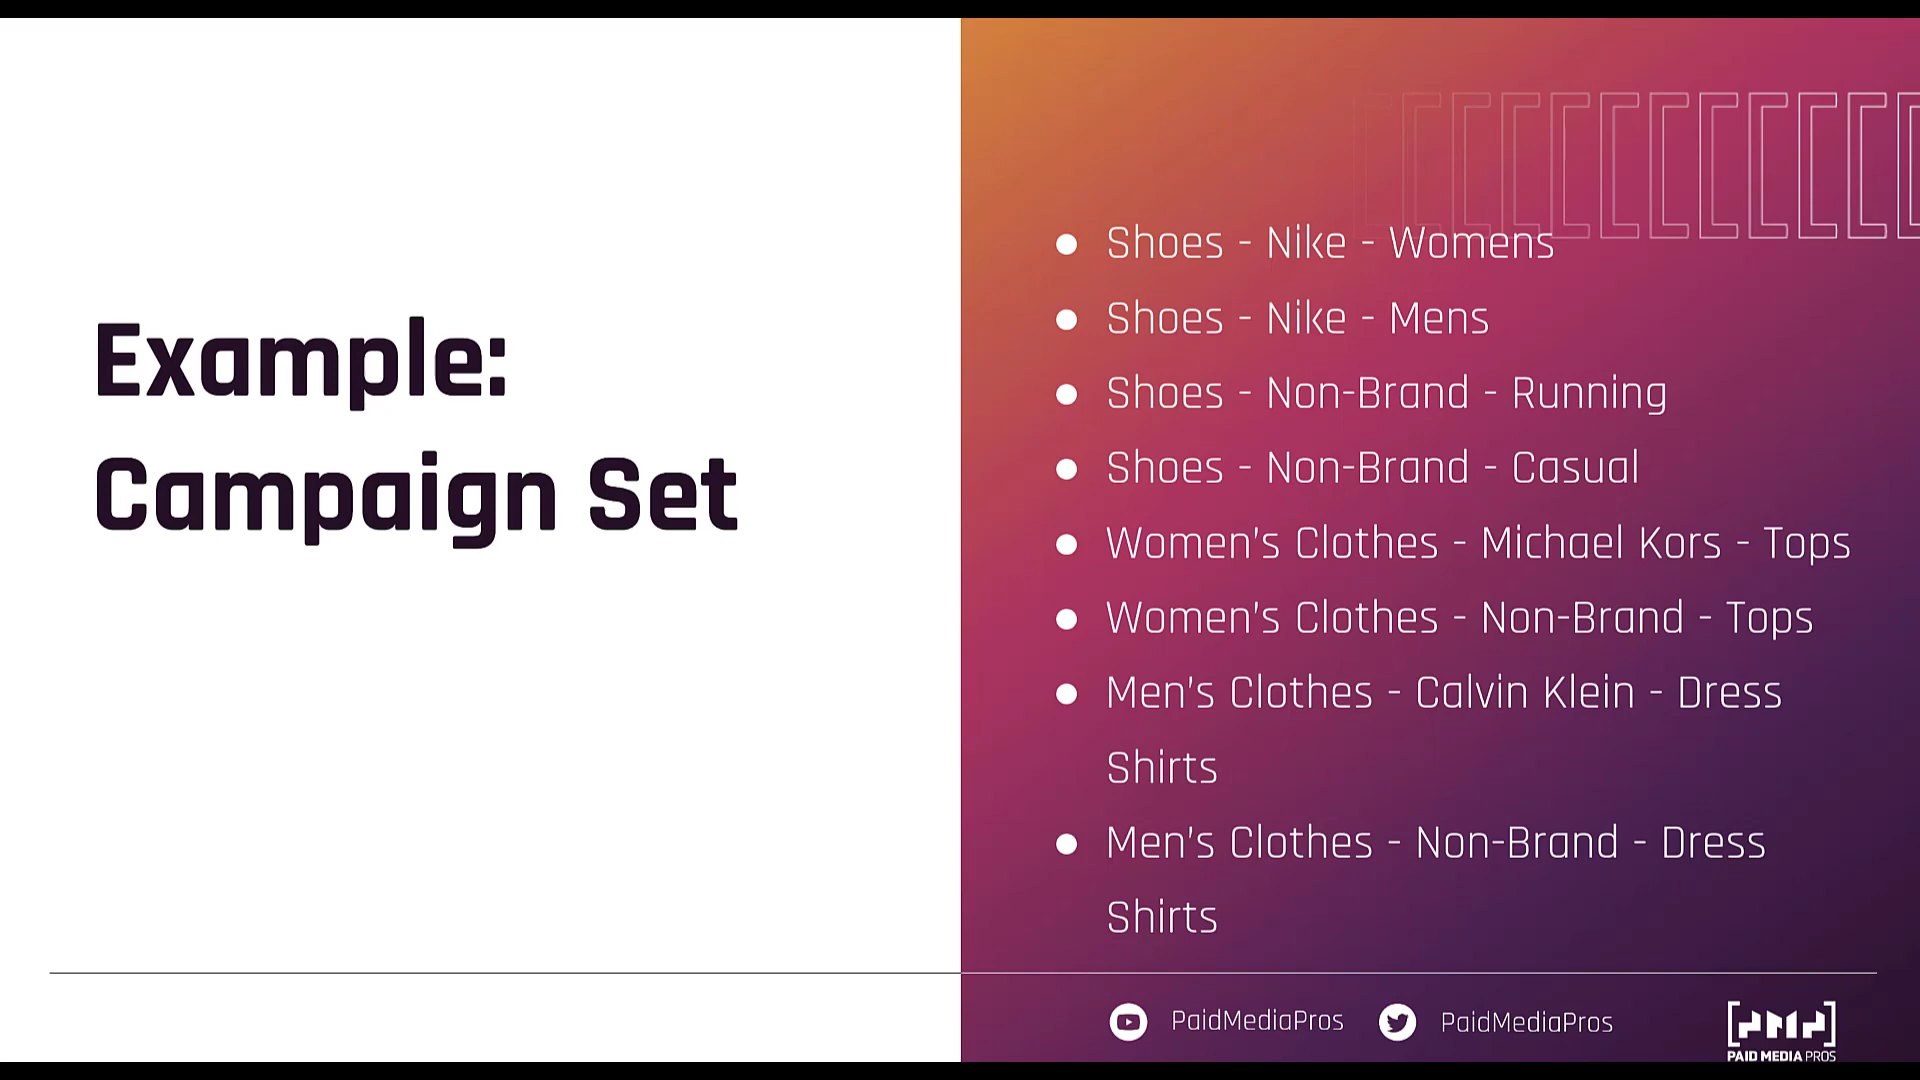 Example:
Campaign Set
Shoes - Nike - Womens
Shoes - Nike - Mens
Shoes - Non-Brand - Running
Shoes - Non-Brand - Casual
Women's Clothes - Michael Kors - Tops
Women's Clothes - Non-Brand - Tops
Men's Clothes - Calvin Klein - Dress
Shirts
Men's Clothes - Non-Brand - Dress
Shirts
PaidMediaPros
PaidMediaPros
PMP
PAID MEDIA PROS